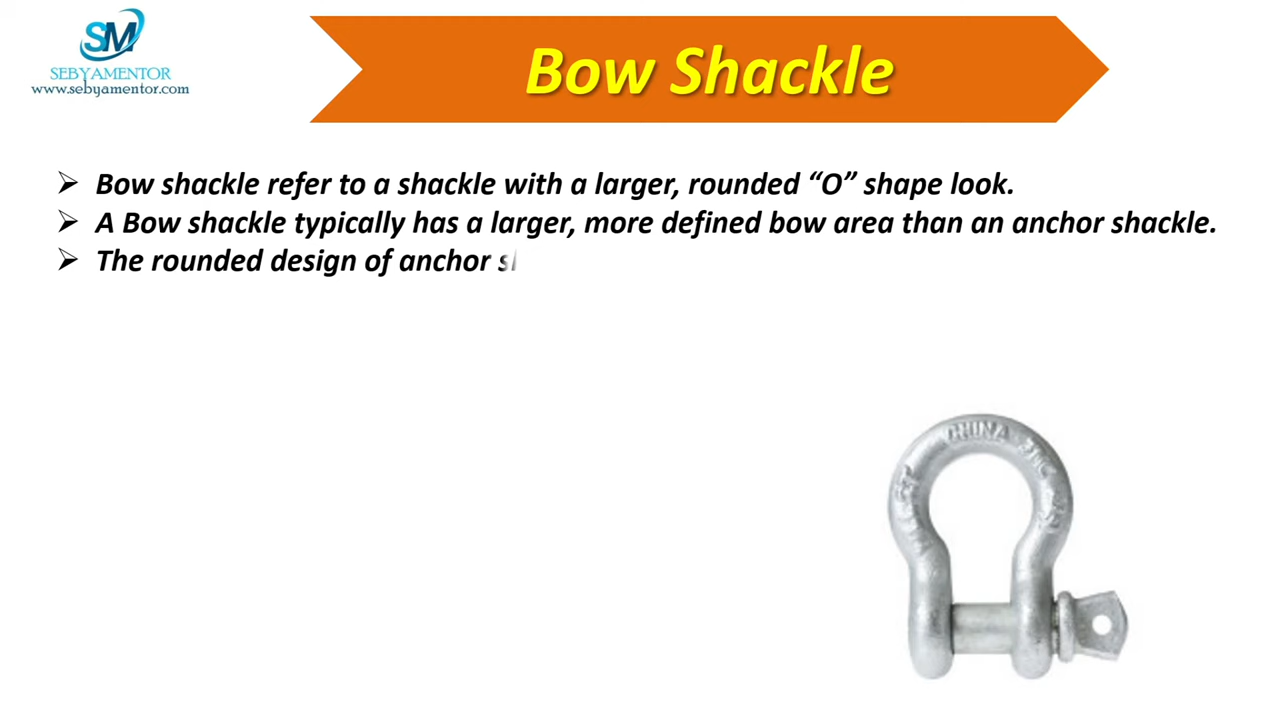 SM
SEBYAMENTOR
www.sebyamentor.com
Bow Shackle
➢ Bow shackle refer to a shackle with a larger, rounded “O” shape look.
➢ A Bow shackle typically has a larger, more defined bow area than an anchor shackle.
➢ The rounded design of anchor
CHINA